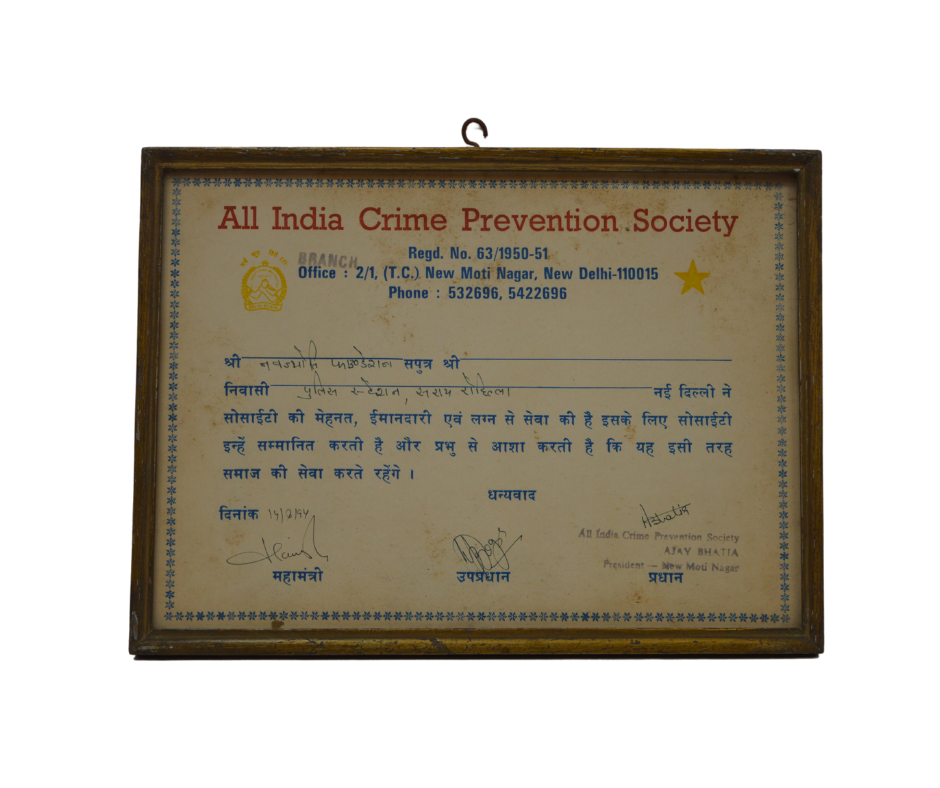 All India Crime Prevention Society
Regd. No. 63/1950-51
BRANCH
Office : 2/1, (T.C.) New Moti Nagar, New Delhi-110015
Phone : 532696, 5422696
श्री नवज्योति फाउण्डेशन सपुत्र श्री
निवासी पुलिस स्टेशन, सराय रोहिल्ला नई दिल्ली ने
सोसाईटी की मेहनत, ईमानदारी एवं लग्न से सेवा की है इसके लिए सोसाईटी
इन्हें सम्मानित करती है और प्रभु से आशा करती है कि यह इसी तरह
समाज की सेवा करते रहेंगे ।
धन्यवाद
दिनांक 14/2/94
All India Crime Prevention Society
AJAY BHATIA
President — New Moti Nagar
महामंत्री उपप्रधान प्रधान